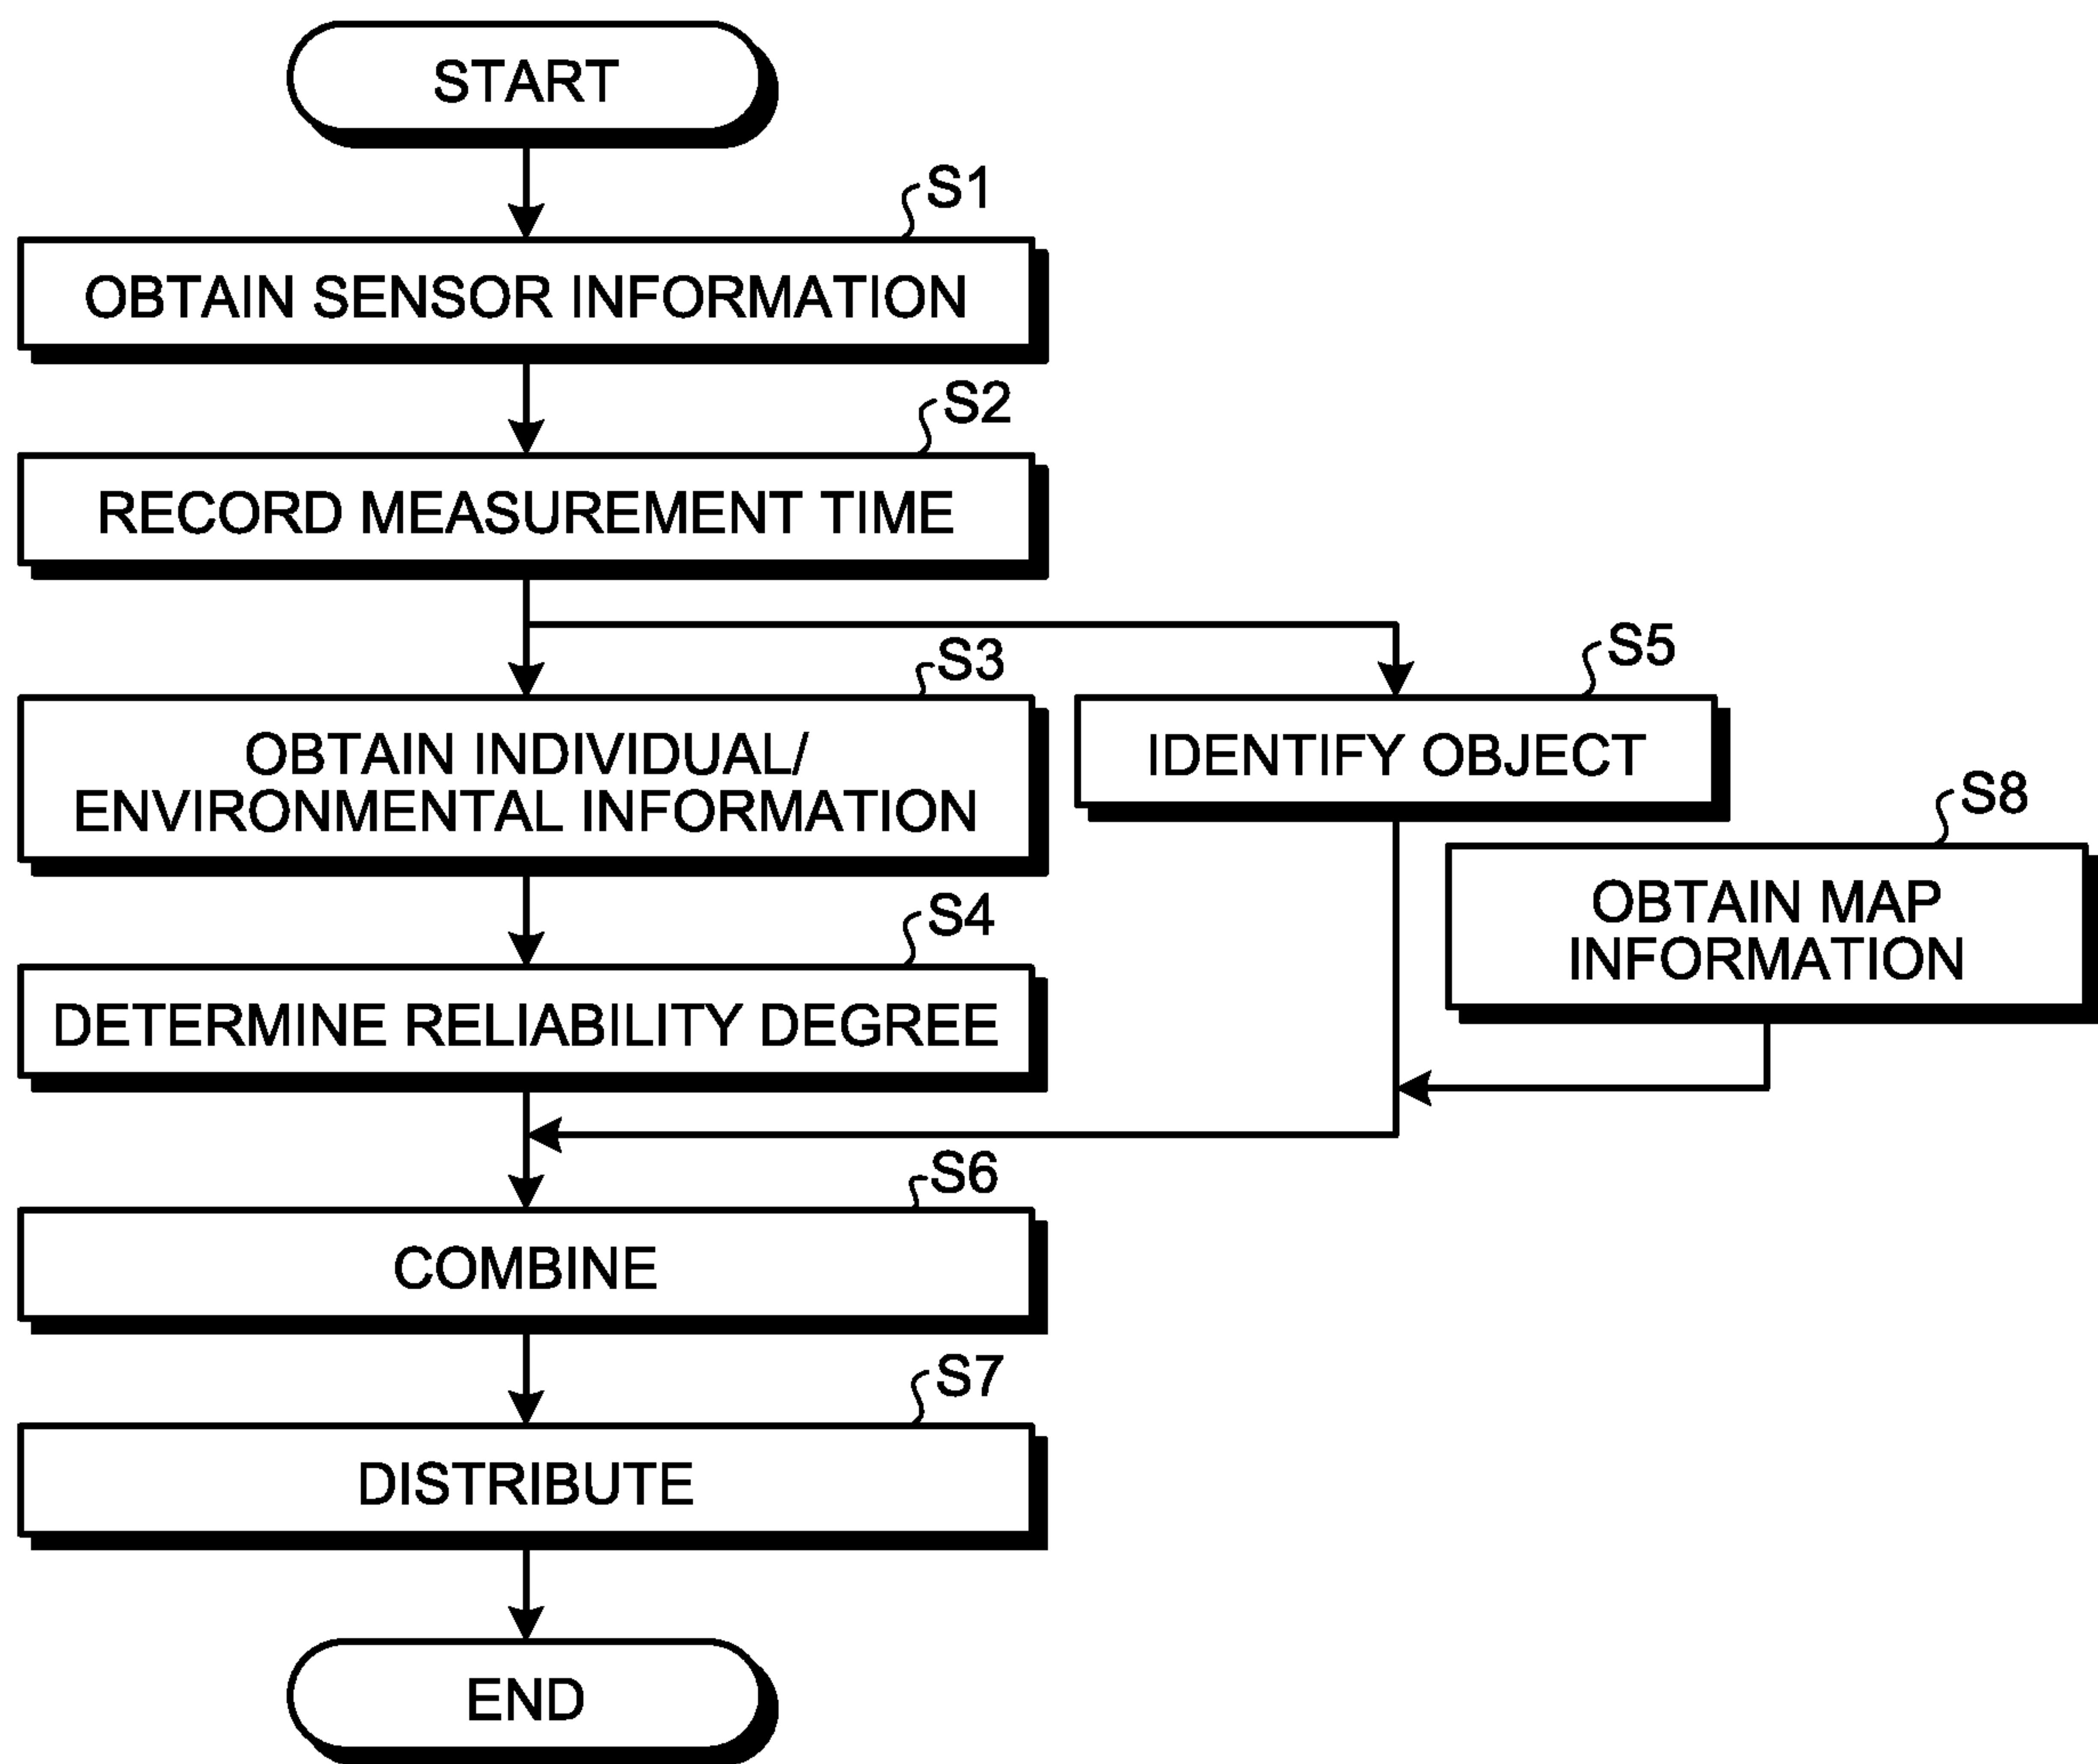 START
S1
OBTAIN SENSOR INFORMATION
S2
RECORD MEASUREMENT TIME
S3
OBTAIN INDIVIDUAL/
ENVIRONMENTAL INFORMATION
S5
IDENTIFY OBJECT
S8
OBTAIN MAP
INFORMATION
S4
DETERMINE RELIABILITY DEGREE
S6
COMBINE
S7
DISTRIBUTE
END